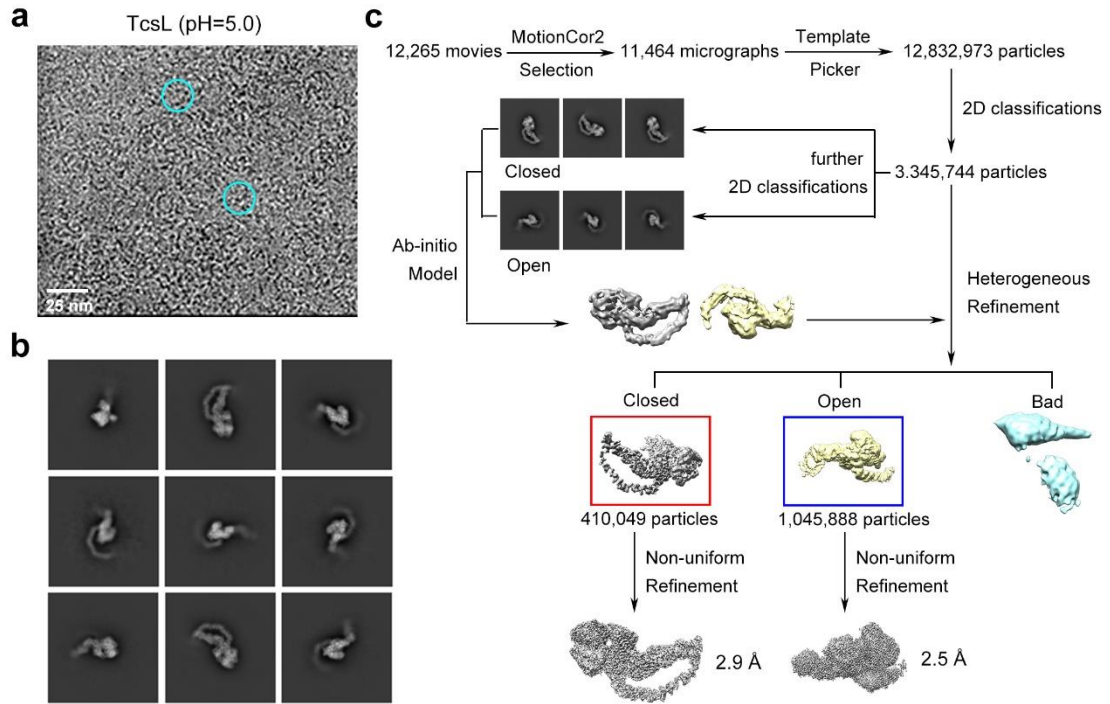 a
TcsL (pH=5.0)
25 nm
b
c
12,265 movies
MotionCor2
Selection
11,464 micrographs
Template
Picker
12,832,973 particles
2D classifications
3.345,744 particles
further
2D classifications
Closed
Open
Ab-initio
Model
Heterogeneous
Refinement
Closed
Open
Bad
410,049 particles
1,045,888 particles
Non-uniform
Refinement
Non-uniform
Refinement
2.9 Å
2.5 Å